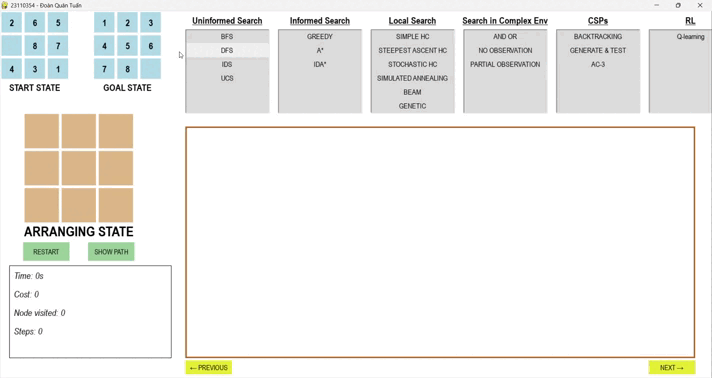 23110354 - Đoàn Quân Tuấn
2 6 5
8 7
4 3 1
START STATE
1 2 3
4 5 6
7 8
GOAL STATE
Uninformed Search
BFS
DFS
IDS
UCS
Informed Search
GREEDY
A*
IDA*
Local Search
SIMPLE HC
STEEPEST ASCENT HC
STOCHASTIC HC
SIMULATED ANNEALING
BEAM
GENETIC
Search in Complex Env
AND OR
NO OBSERVATION
PARTIAL OBSERVATION
CSPs
BACKTRACKING
GENERATE & TEST
AC-3
RL
Q-learning
ARRANGING STATE
RESTART
SHOW PATH
Time: 0s
Cost: 0
Node visited: 0
Steps: 0
← PREVIOUS
NEXT →